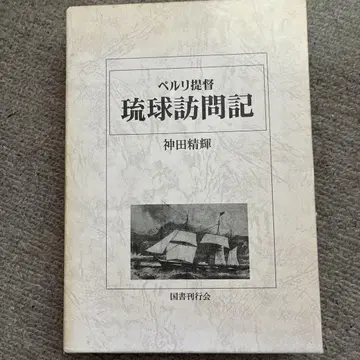 ペルリ提督
琉球訪問記
神田精輝
国書刊行会